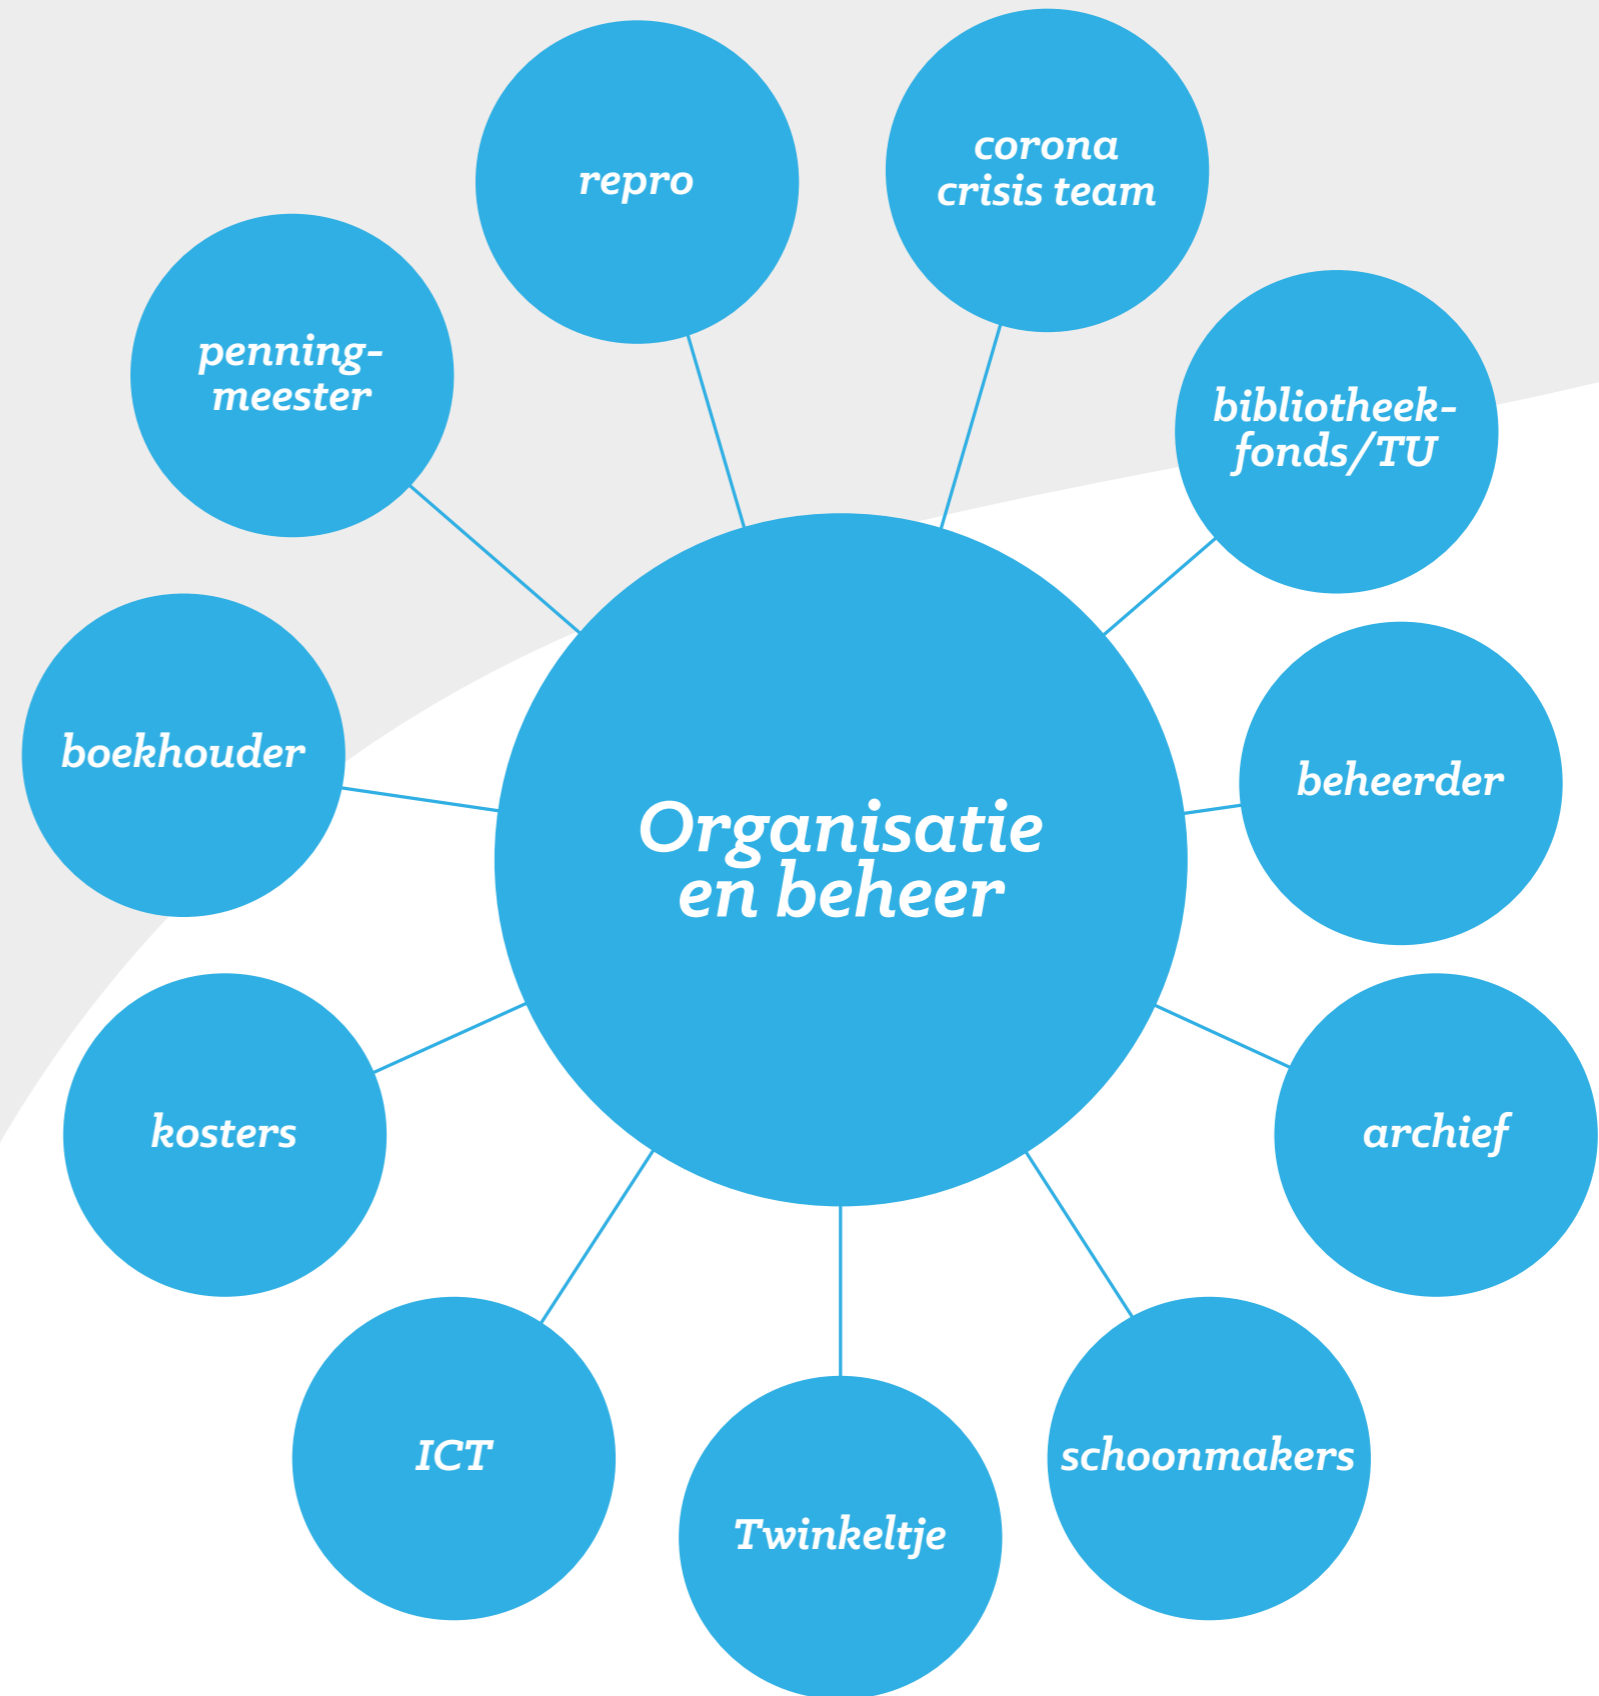 repro
corona
crisis team
penning-
meester
bibliotheek-
fonds/TU
boekhouder
beheerder
Organisatie
en beheer
kosters
archief
ICT
schoonmakers
Twinkeltje